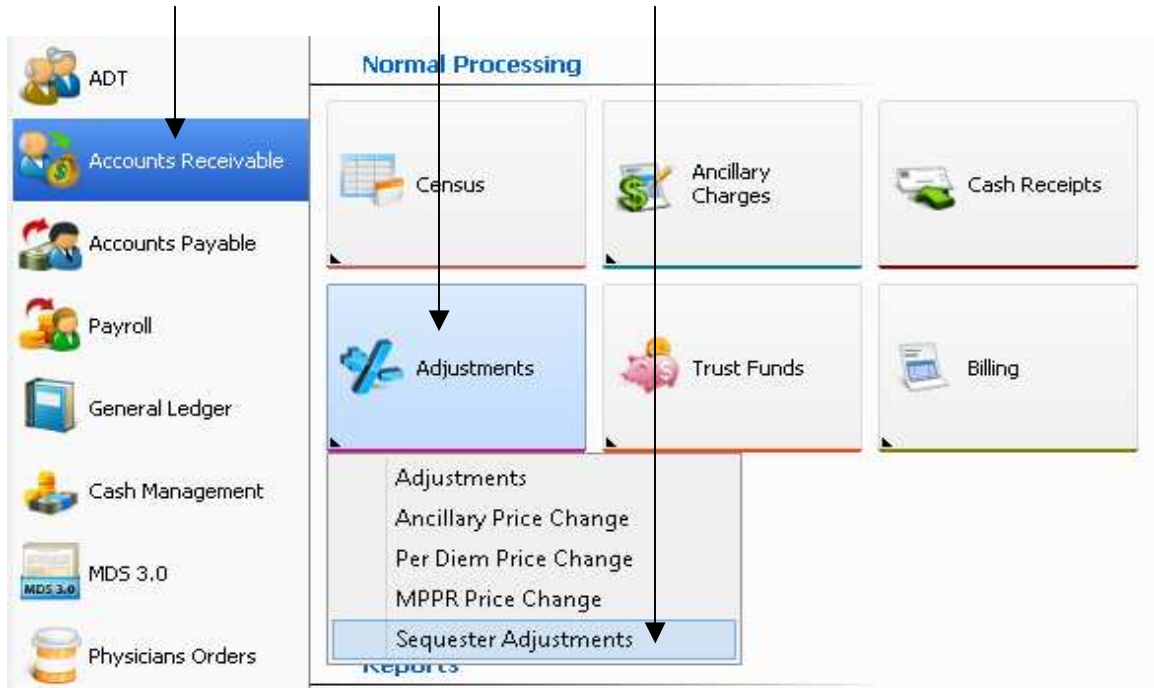 ADT
Accounts Receivable
Accounts Payable
Payroll
General Ledger
Cash Management
MDS 3.0
MDS 3.0
Physicians Orders
Normal Processing
Census
Ancillary
Charges
Cash Receipts
Adjustments
Trust Funds
Billing
Adjustments
Ancillary Price Change
Per Diem Price Change
MPPR Price Change
Sequester Adjustments
Reports